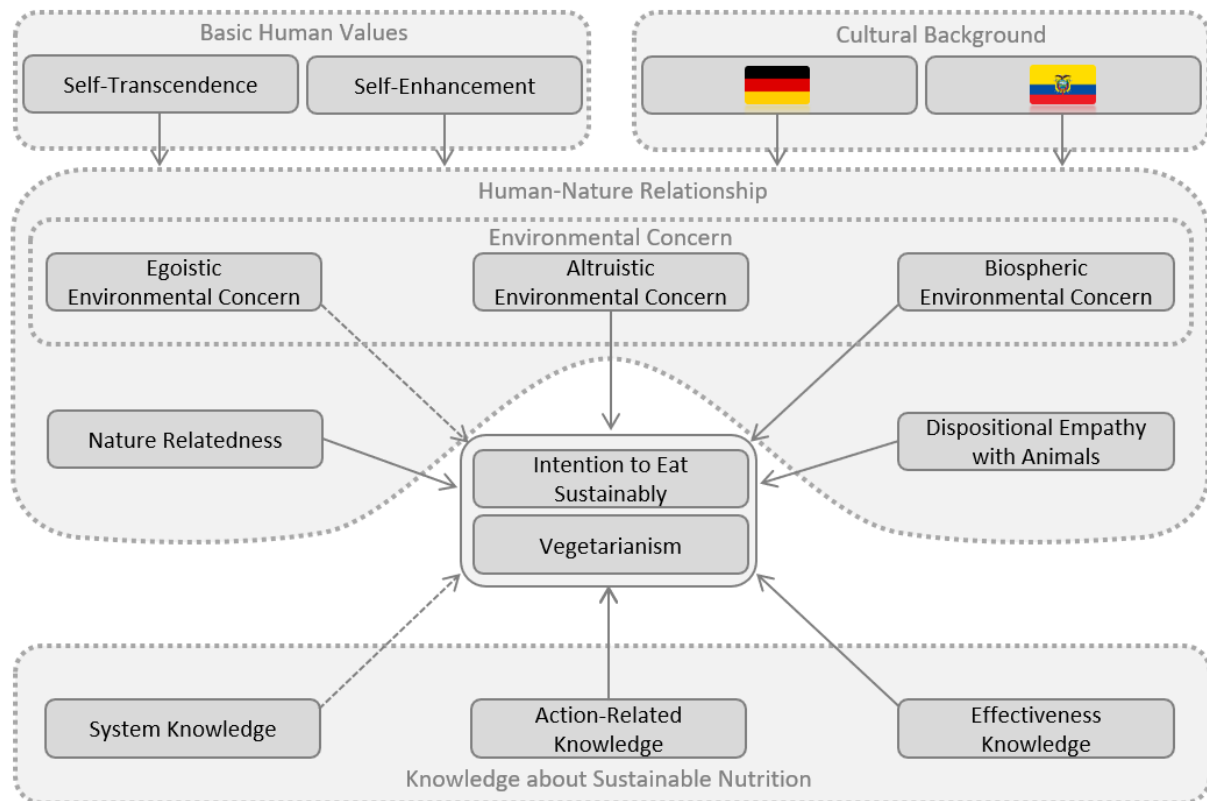 Basic Human Values
Cultural Background
Self-Transcendence
Self-Enhancement
Human-Nature Relationship
Environmental Concern
Egoistic
Environmental Concern
Altruistic
Environmental Concern
Biospheric
Environmental Concern
Nature Relatedness
Dispositional Empathy
with Animals
Intention to Eat
Sustainably
Vegetarianism
System Knowledge
Action-Related
Knowledge
Effectiveness
Knowledge
Knowledge about Sustainable Nutrition